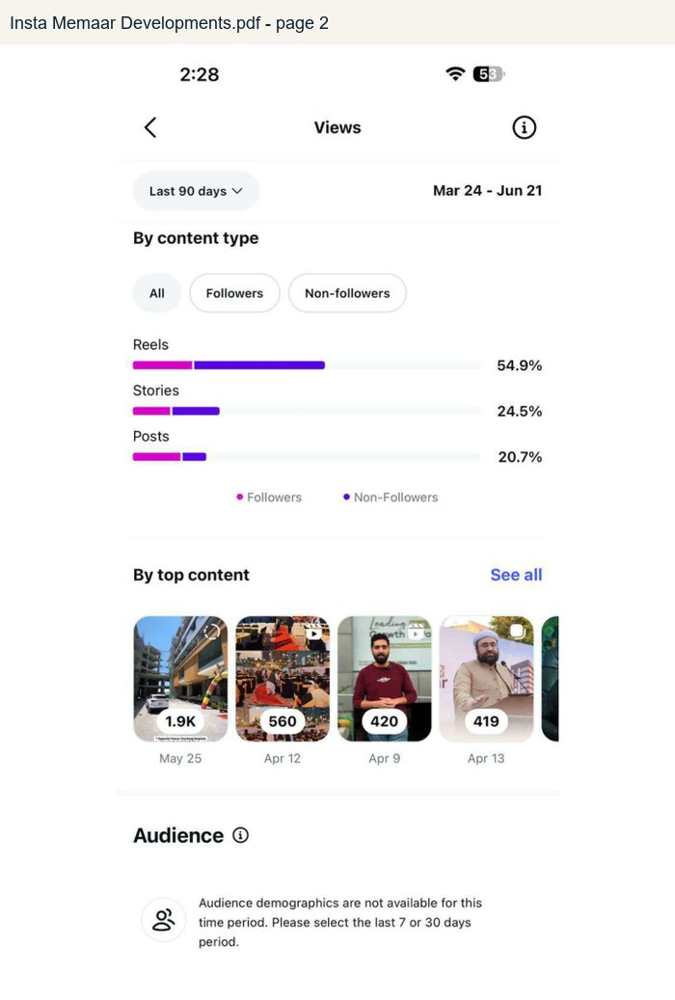 Insta Memaar Developments.pdf - page 2
2:28
53
Views
Last 90 days
Mar 24 - Jun 21
By content type
All
Followers
Non-followers
Reels
54.9%
Stories
24.5%
Posts
20.7%
Followers
Non-Followers
By top content
See all
Leading
Growth
1.9K
560
420
419
May 25
Apr 12
Apr 9
Apr 13
Audience
Audience demographics are not available for this
time period. Please select the last 7 or 30 days
period.